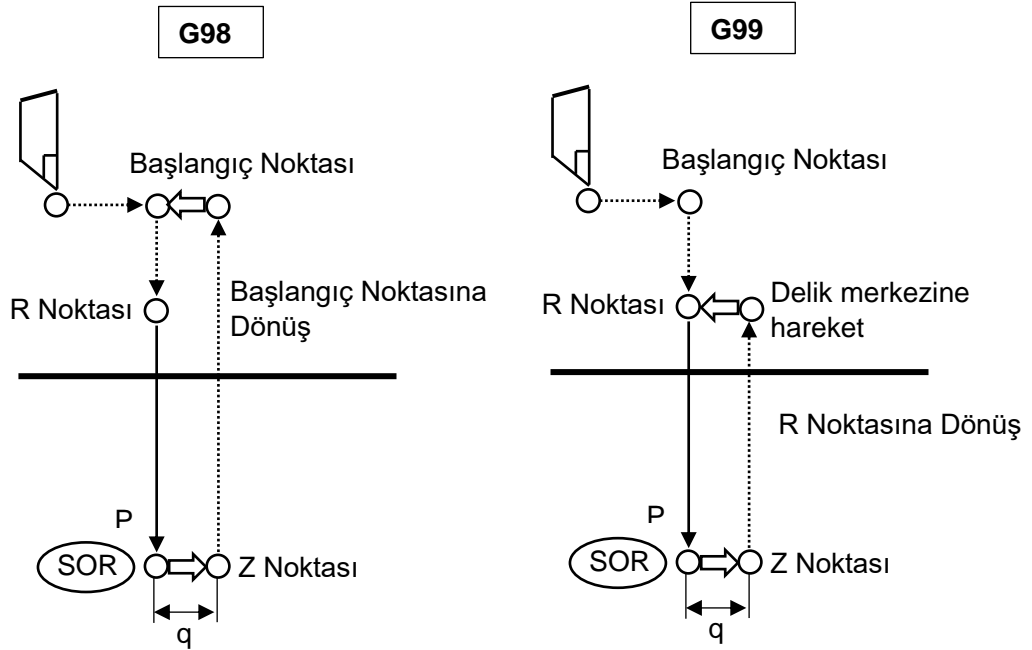 G98
Başlangıç Noktası
R Noktası
Başlangıç Noktasına
Dönüş
P
SOR
Z Noktası
q
G99
Başlangıç Noktası
R Noktası
Delik merkezine
hareket
R Noktasına Dönüş
P
SOR
Z Noktası
q